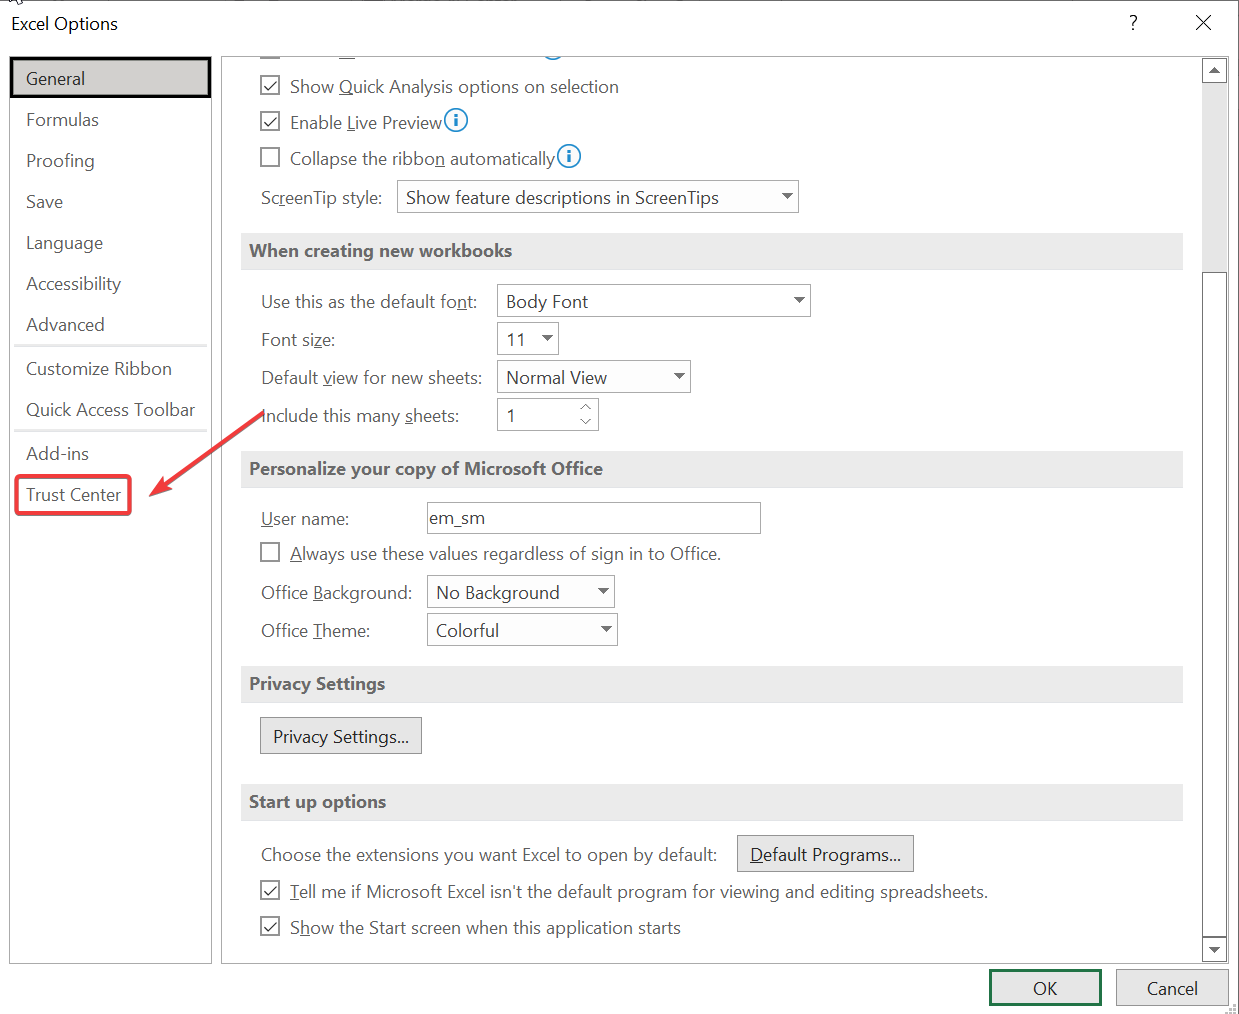 Excel Options
?
General
Formulas
Proofing
Save
Language
Accessibility
Advanced
Customize Ribbon
Quick Access Toolbar
Add-ins
Trust Center
Show Quick Analysis options on selection
Enable Live Preview
Collapse the ribbon automatically
ScreenTip style: Show feature descriptions in ScreenTips
When creating new workbooks
Use this as the default font: Body Font
Font size: 11
Default view for new sheets: Normal View
Include this many sheets: 1
Personalize your copy of Microsoft Office
User name: em_sm
Always use these values regardless of sign in to Office.
Office Background: No Background
Office Theme: Colorful
Privacy Settings
Privacy Settings...
Start up options
Choose the extensions you want Excel to open by default: Default Programs...
Tell me if Microsoft Excel isn't the default program for viewing and editing spreadsheets.
Show the Start screen when this application starts
OK Cancel